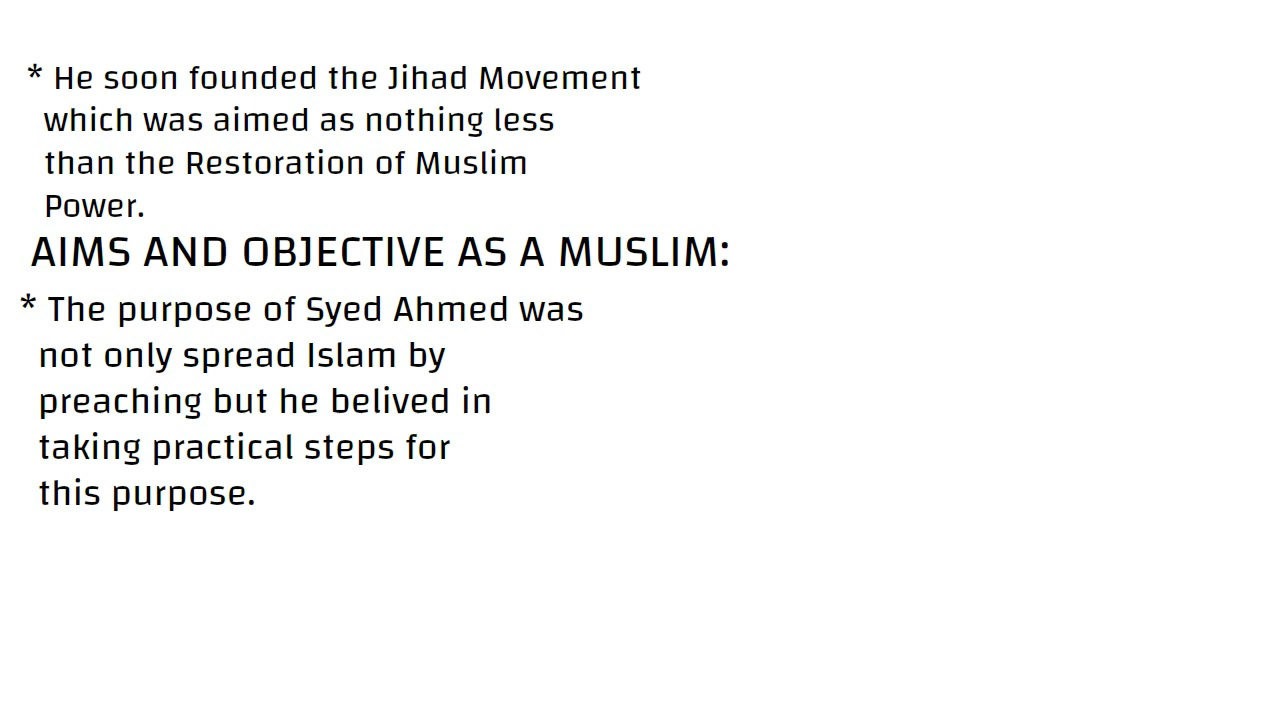 * He soon founded the Jihad Movement
which was aimed as nothing less
than the Restoration of Muslim
Power.
AIMS AND OBJECTIVE AS A MUSLIM:
* The purpose of Syed Ahmed was
not only spread Islam by
preaching but he belived in
taking practical steps for
this purpose.